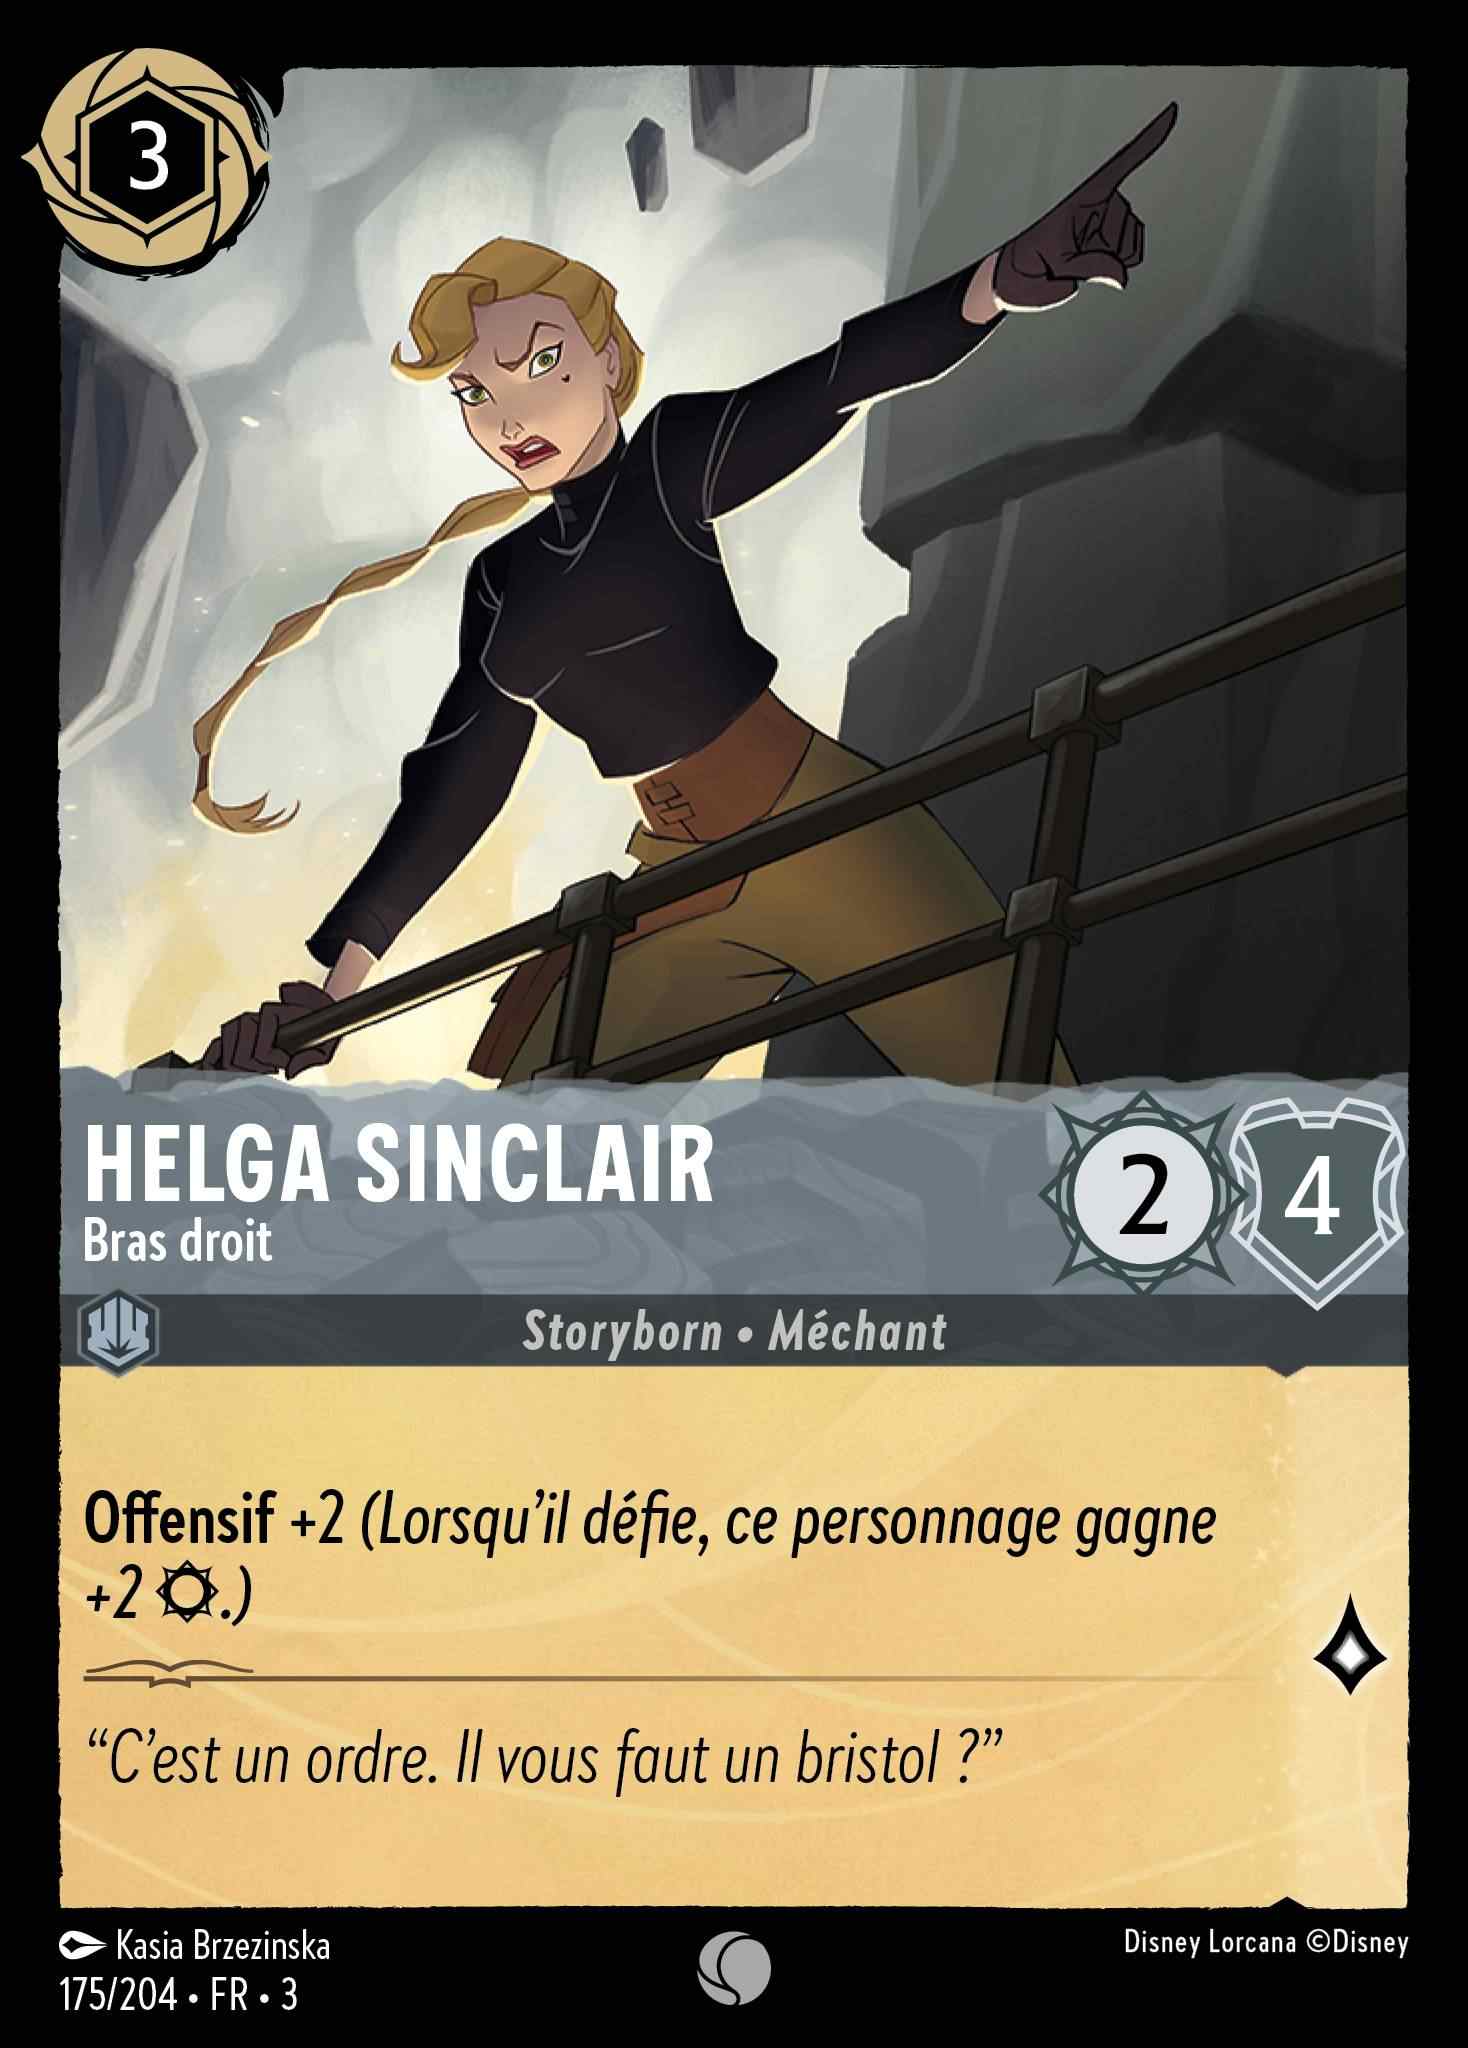 3
HELGA SINCLAIR
Bras droit
2
4
Storyborn • Méchant
Offensif +2 (Lorsqu’il défie, ce personnage gagne
+2 .)
“C’est un ordre. Il vous faut un bristol ?”
Kasia Brzezinska
175/204 • FR • 3
Disney Lorcana ©Disney